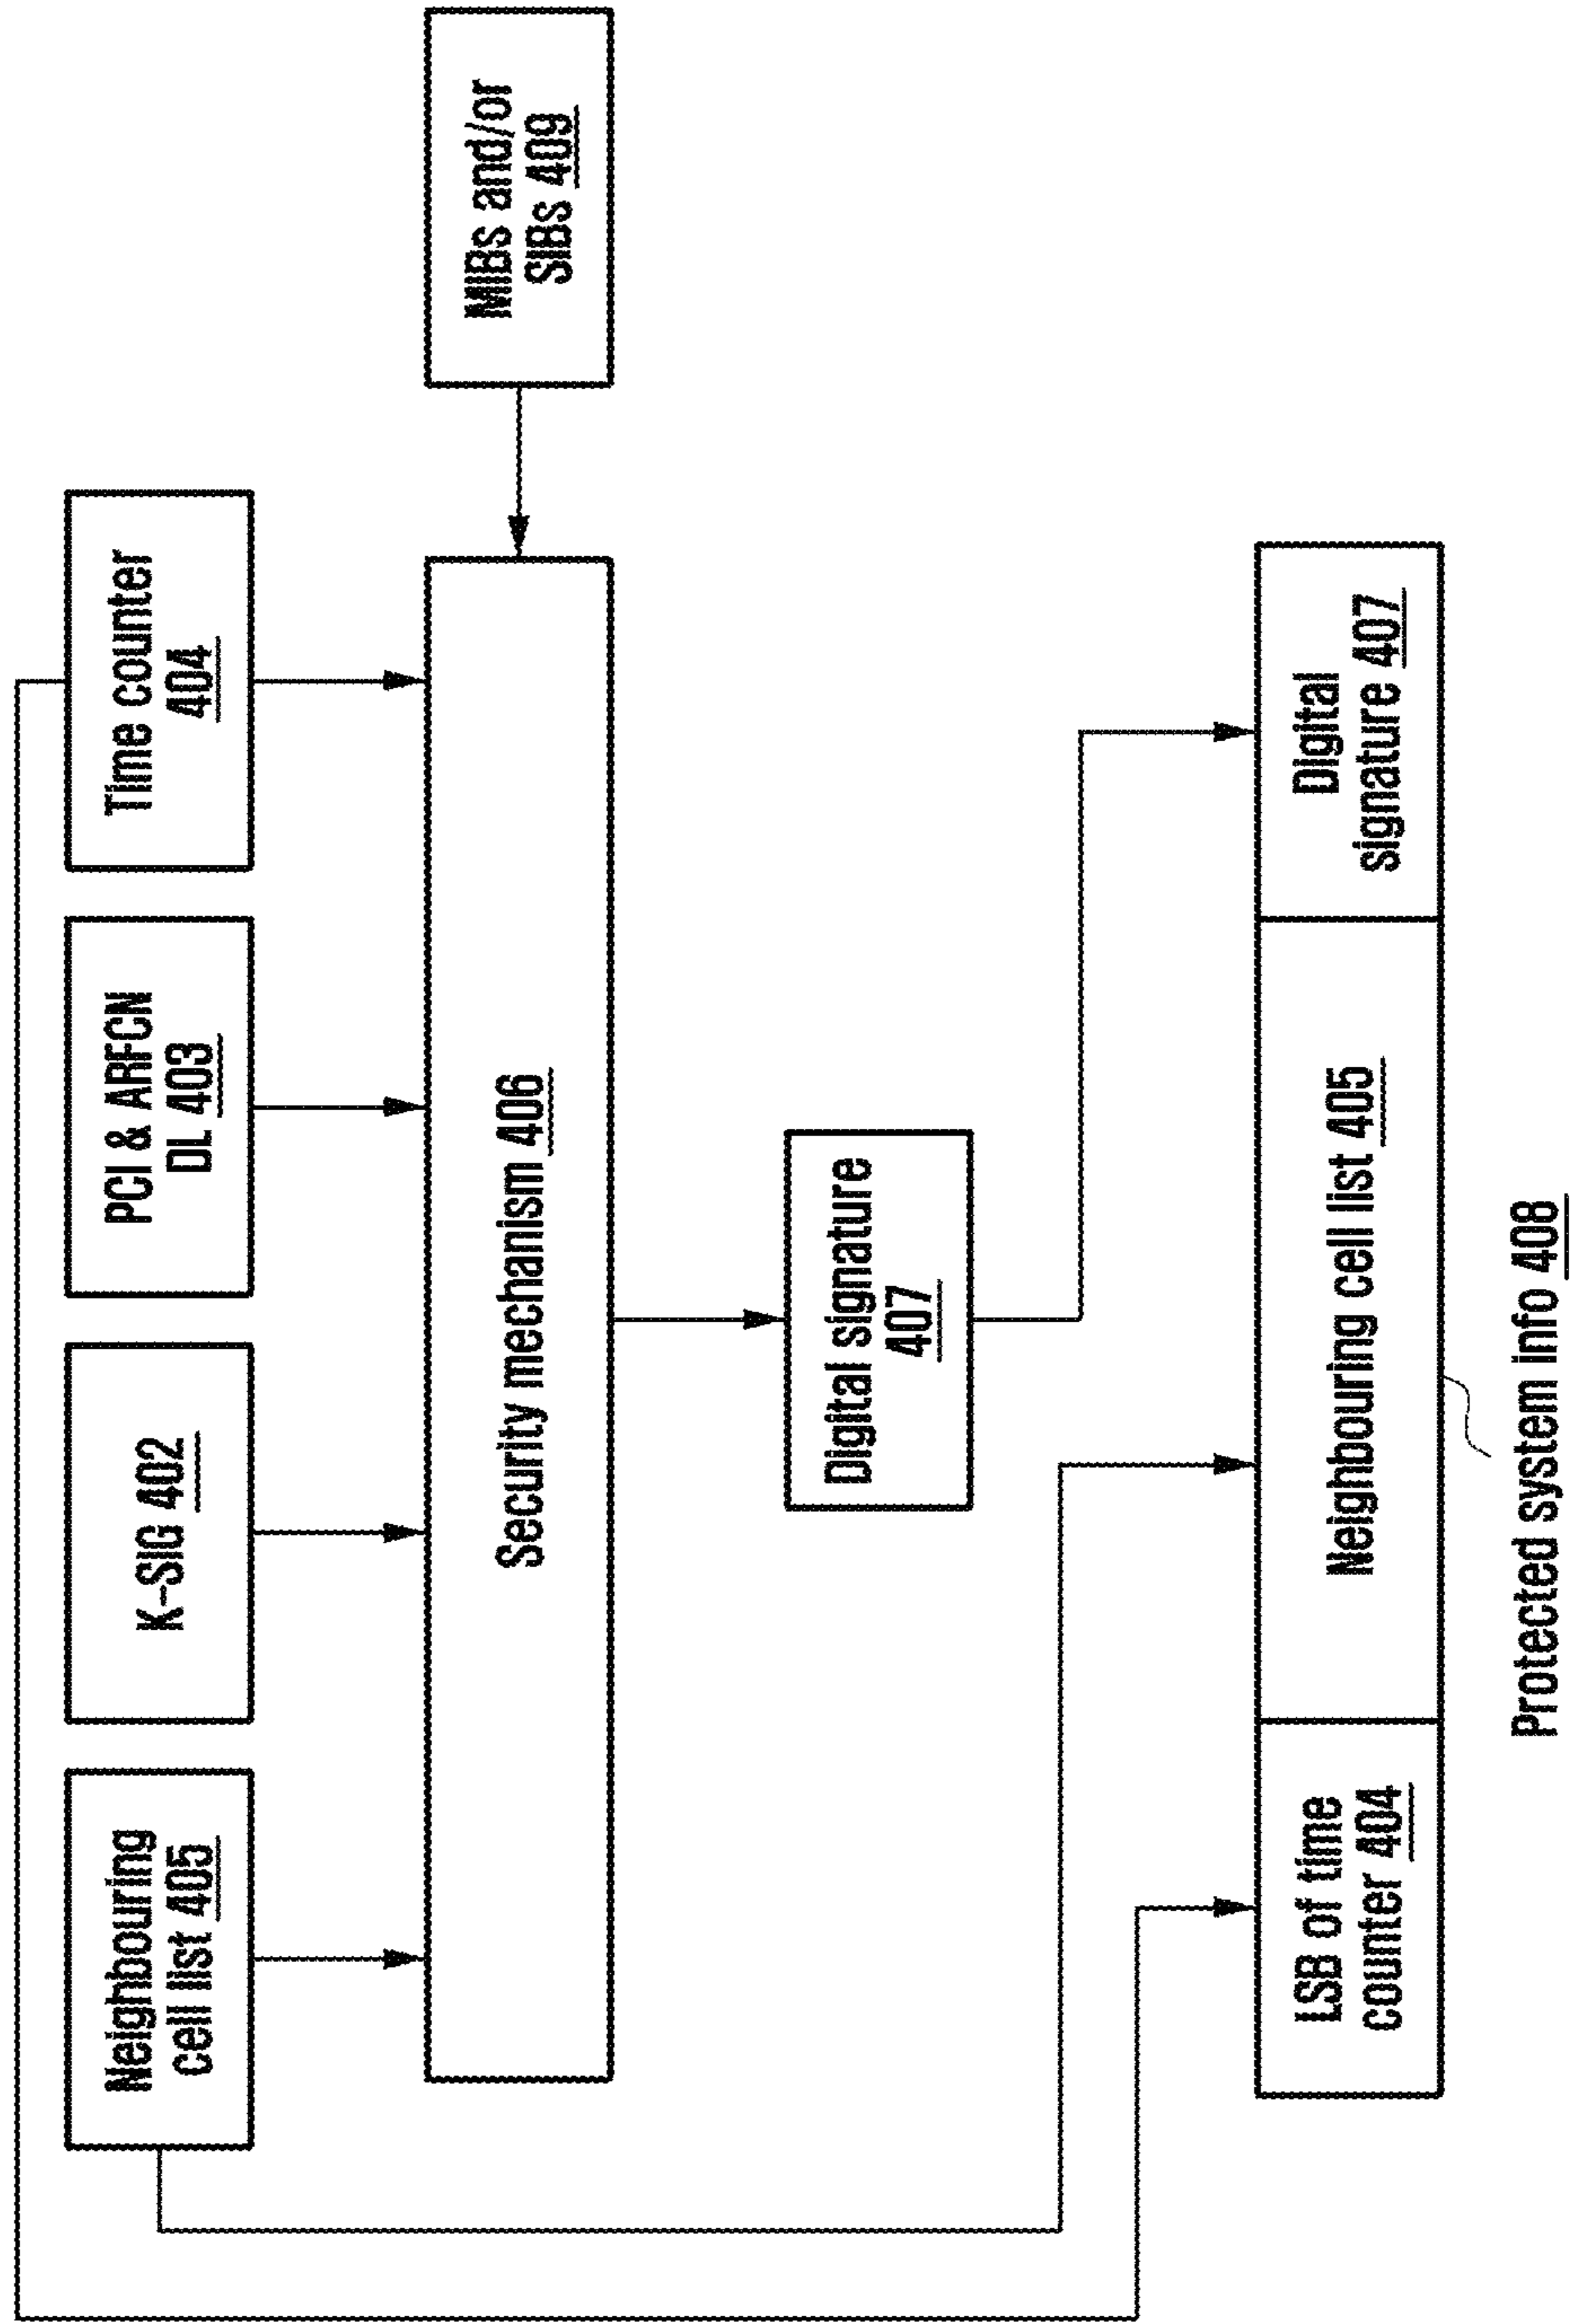 Neighbouring
cell list 405
K-SIG 402
PCI & ARFCN
DL 403
Time counter
404
Security mechanism 406
MIBs and/or
SIBs 409
Digital signature
407
LSB of time
counter 404
Neighbouring cell list 405
Digital
signature 407
Protected system info 408